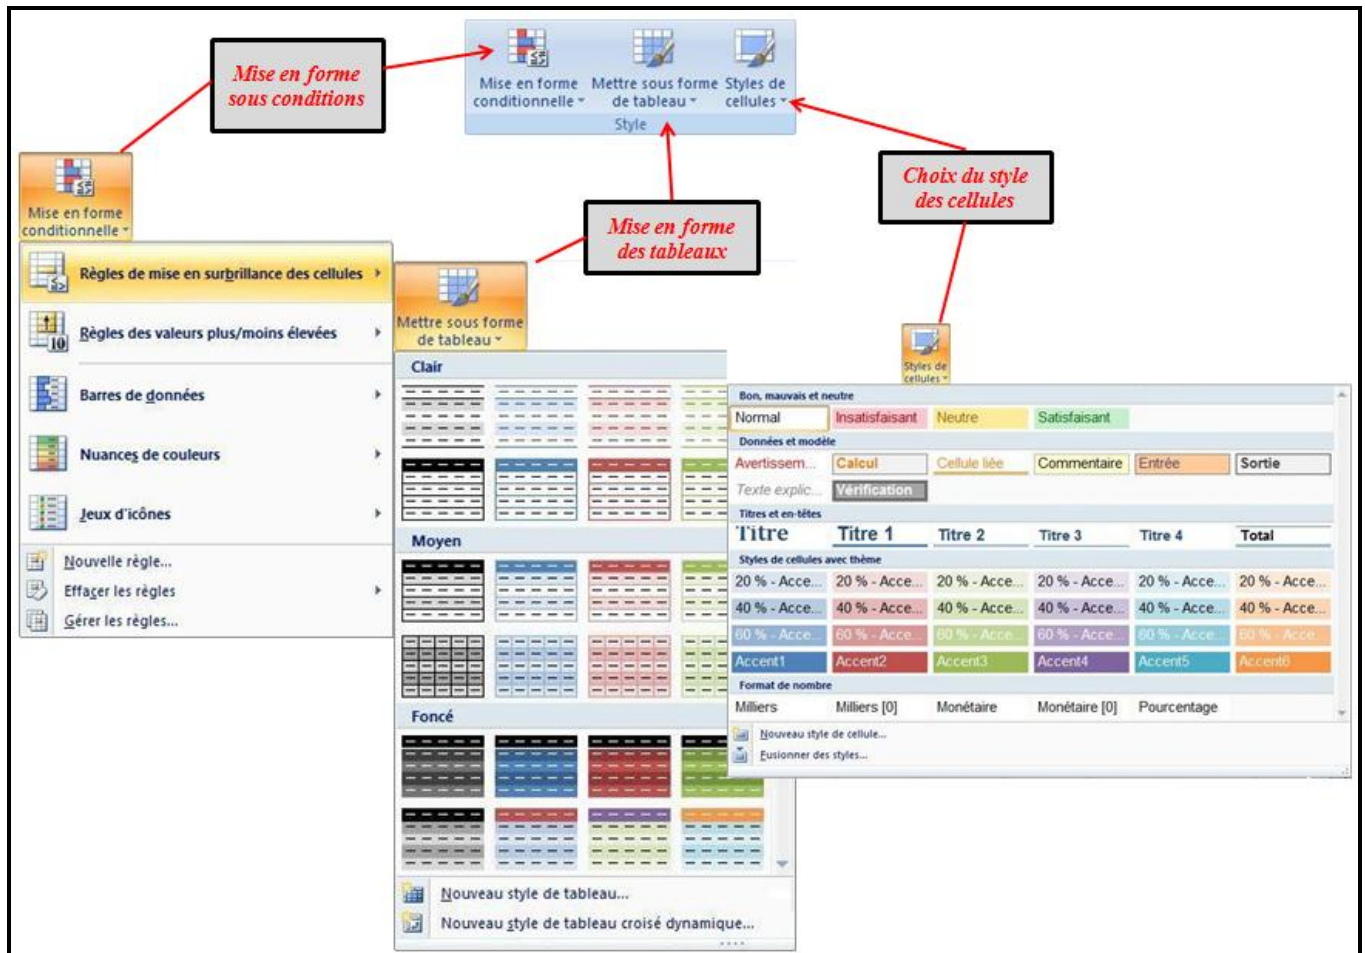 Mise en forme
sous conditions
Mise en forme
conditionnelle
Mettre sous forme
de tableau
Styles de
cellules
Style
Choix du style
des cellules
Mise en forme
des tableaux
Mise en forme
conditionnelle
Règles de mise en surbrillance des cellules
Règles des valeurs plus/moins élevées
10
Barres de données
Nuances de couleurs
Jeux d'icônes
Nouvelle règle...
Effacer les règles
Gérer les règles...
Mettre sous forme
de tableau
Clair
Moyen
Foncé
Nouveau style de tableau...
Nouveau style de tableau croisé dynamique...
Styles de
cellules
Bon, mauvais et neutre
Normal Insatisfaisant Neutre Satisfaisant
Données et modèle
Avertissem... Calcul Cellule liée Commentaire Entrée Sortie
Texte explic... Vérification
Titres et en-têtes
Titre Titre 1 Titre 2 Titre 3 Titre 4 Total
Styles de cellules avec thème
20 % - Acce... 20 % - Acce... 20 % - Acce... 20 % - Acce... 20 % - Acce... 20 % - Acce...
40 % - Acce... 40 % - Acce... 40 % - Acce... 40 % - Acce... 40 % - Acce... 40 % - Acce...
60 % - Acce... 60 % - Acce... 60 % - Acce... 60 % - Acce... 60 % - Acce... 60 % - Acce...
Accent1 Accent2 Accent3 Accent4 Accent5 Accent6
Format de nombre
Milliers Milliers [0] Monétaire Monétaire [0] Pourcentage
Nouveau style de cellule...
Fusionner des styles...